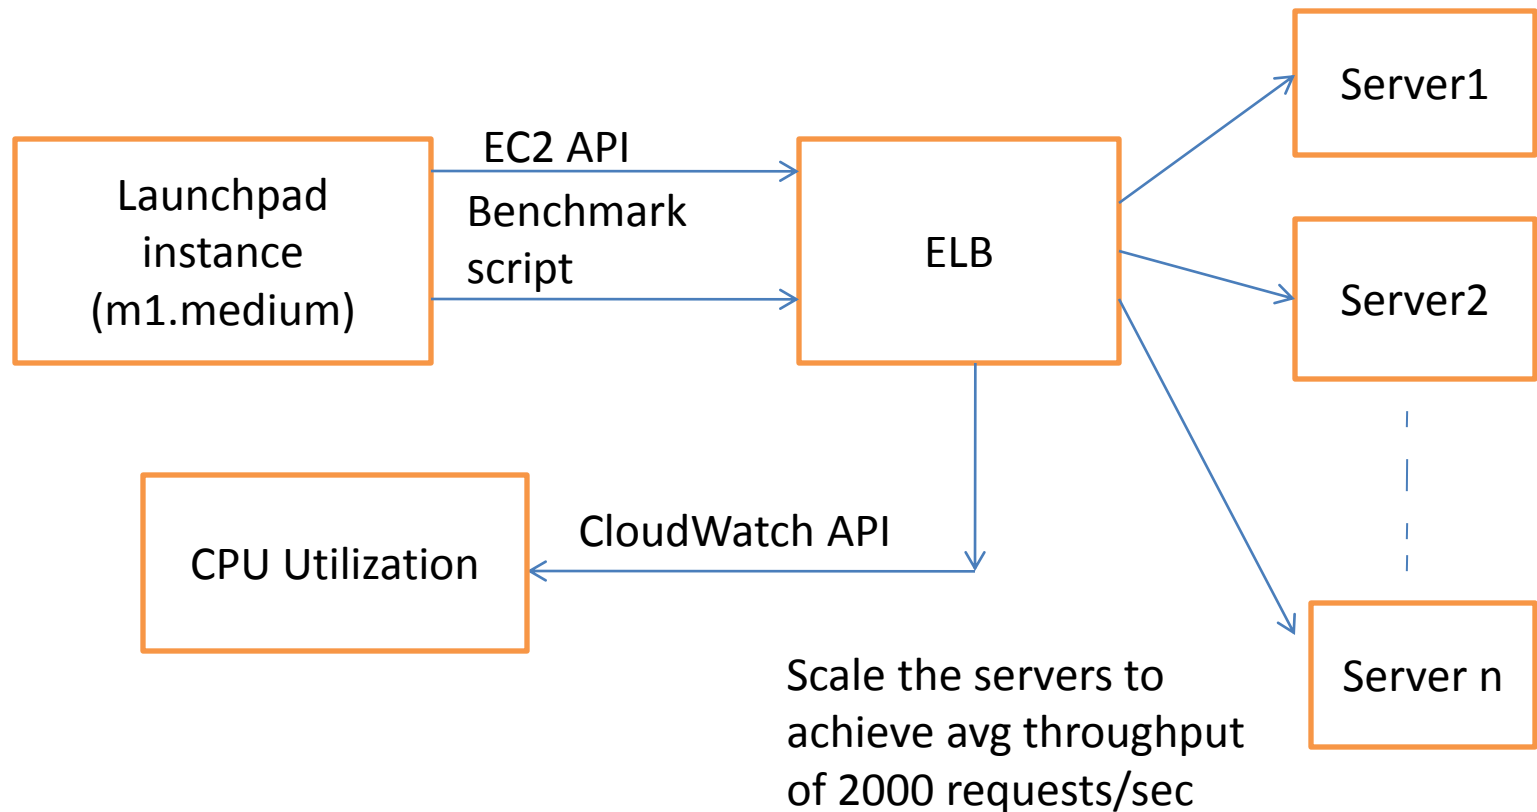 Server1
EC2 API
Launchpad
instance
(m1.medium)
Benchmark
script
ELB
Server2
CPU Utilization
CloudWatch API
Server n
Scale the servers to
achieve avg throughput
of 2000 requests/sec